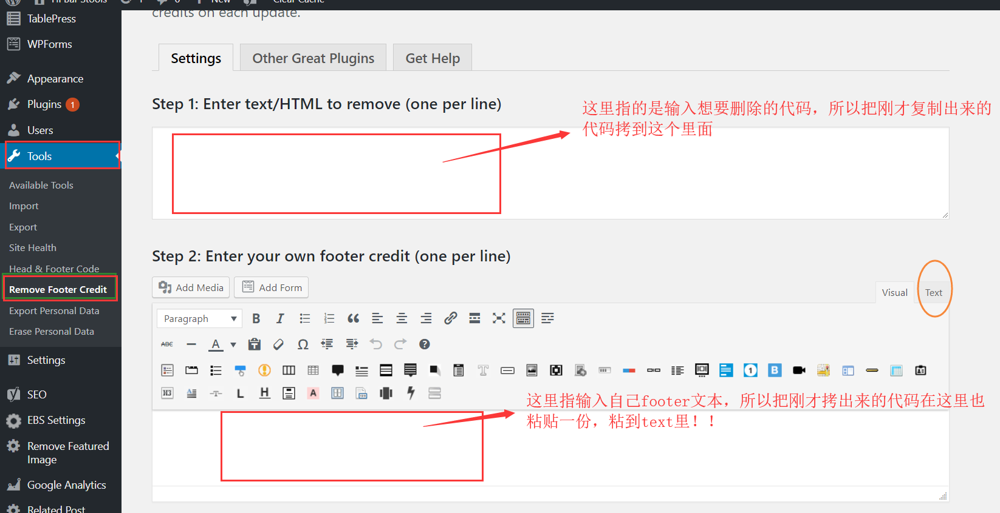 Hi Bar Stools
New
Clear Cache
credits on each update.
TablePress
WPForms
Appearance
Plugins 1
Users
Tools
Available Tools
Import
Export
Site Health
Head & Footer Code
Remove Footer Credit
Export Personal Data
Erase Personal Data
Settings
SEO
EBS Settings
Remove Featured
Image
Google Analytics
Related Post
Settings
Other Great Plugins
Get Help
Step 1: Enter text/HTML to remove (one per line)
这里指的是输入想要删除的代码，所以把刚才复制出来的
代码拷到这个里面
Step 2: Enter your own footer credit (one per line)
Add Media
Add Form
Visual
Text
Paragraph
这里指输入自己footer文本，所以把刚才拷出来的代码在这里也
粘贴一份，粘到text里！！